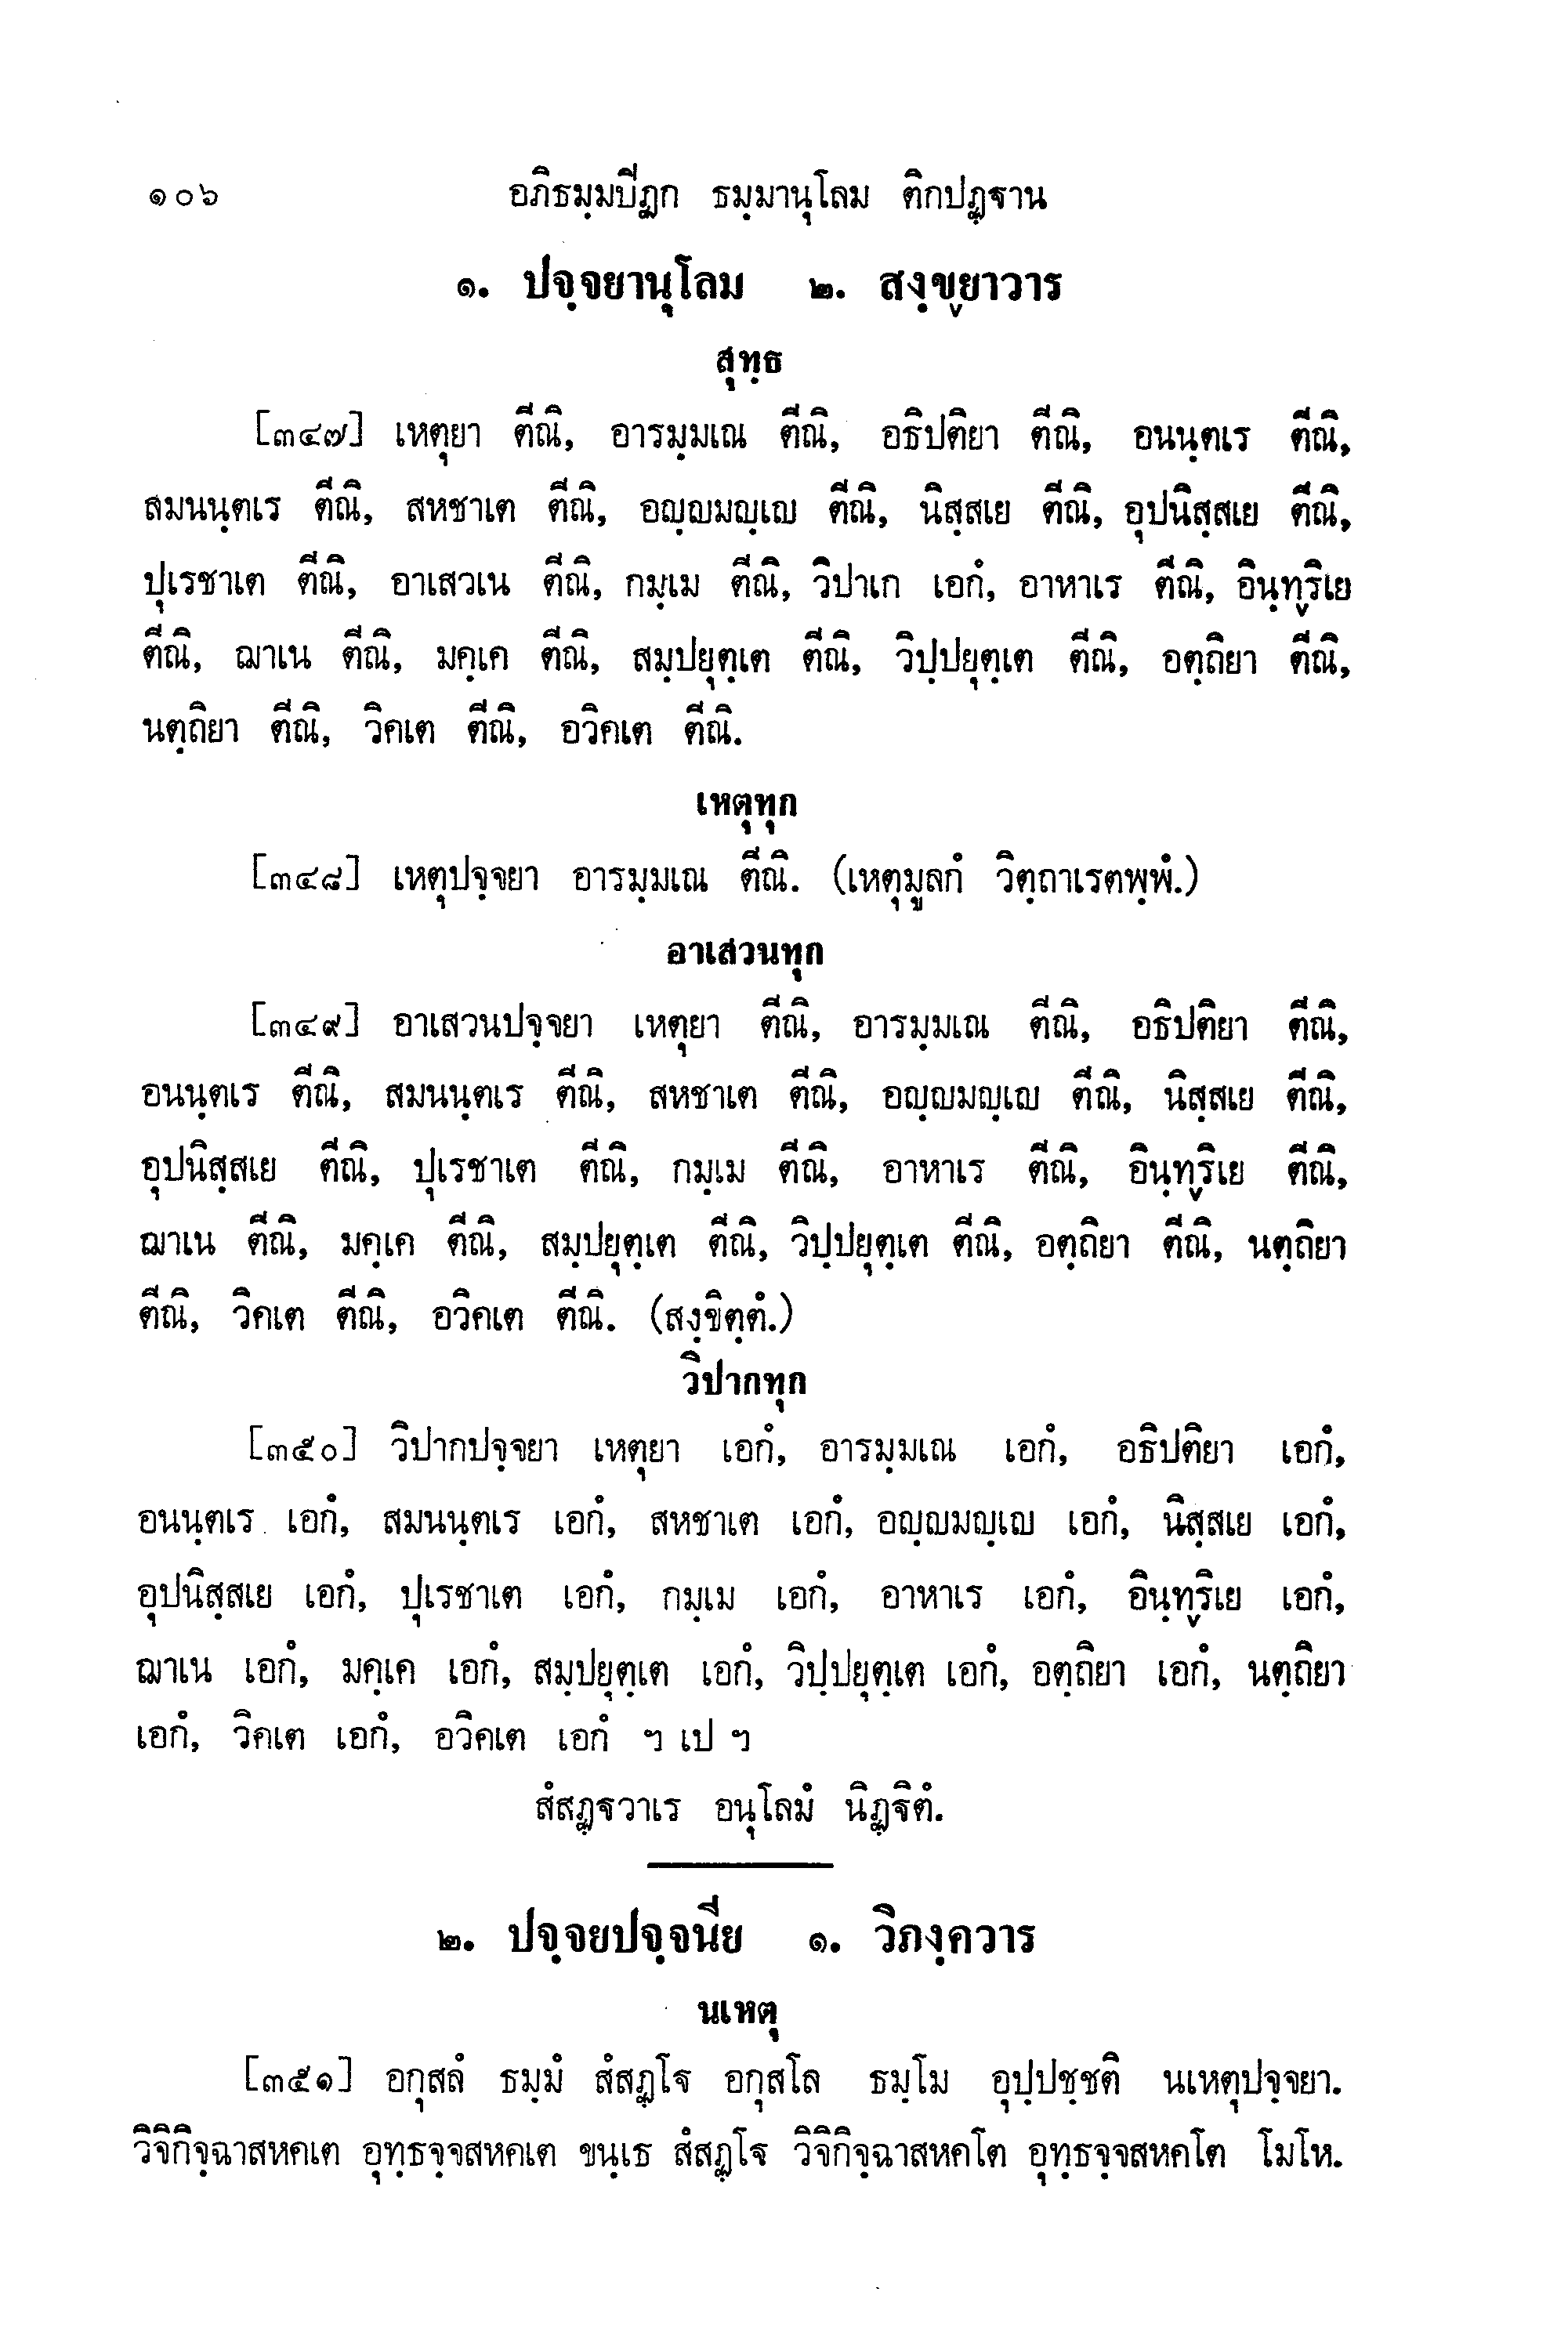 ๑๐๖ อภิธมฺมปิฏก ธมฺมานุโลม ติกปฏฺฐาน
๑. ปจฺจยานุโลม ๒. สงฺขฺยาวาร
สุทฺธ
[๓๔๗] เหตุยา ตีณิ, อารมฺมเณ ตีณิ, อธิปติยา ตีณิ, อนนฺตเร ตีณิ,
สมนนฺตเร ตีณิ, สหชาเต ตีณิ, อญฺญมญฺเญ ตีณิ, นิสฺสเย ตีณิ, อุปนิสฺสเย ตีณิ,
ปุเรชาเต ตีณิ, อาเสวเน ตีณิ, กมฺเม ตีณิ, วิปาเก เอกํ, อาหาเร ตีณิ, อินฺทฺริเย
ตีณิ, ฌาเน ตีณิ, มคฺเค ตีณิ, สมฺปยุตฺเต ตีณิ, วิปฺปยุตฺเต ตีณิ, อตฺถิยา ตีณิ,
นตฺถิยา ตีณิ, วิคเต ตีณิ, อวิคเต ตีณิ.
เหตุทุก
[๓๔๘] เหตุปจฺจยา อารมฺมเณ ตีณิ. (เหตุมูลกํ วิตฺถาเรตพฺพํ.)
อาเสวนทุก
[๓๔๙] อาเสวนปจฺจยา เหตุยา ตีณิ, อารมฺมเณ ตีณิ, อธิปติยา ตีณิ,
อนนฺตเร ตีณิ, สมนนฺตเร ตีณิ, สหชาเต ตีณิ, อญฺญมญฺเญ ตีณิ, นิสฺสเย ตีณิ,
อุปนิสฺสเย ตีณิ, ปุเรชาเต ตีณิ, กมฺเม ตีณิ, อาหาเร ตีณิ, อินฺทฺริเย ตีณิ,
ฌาเน ตีณิ, มคฺเค ตีณิ, สมฺปยุตฺเต ตีณิ, วิปฺปยุตฺเต ตีณิ, อตฺถิยา ตีณิ, นตฺถิยา
ตีณิ, วิคเต ตีณิ, อวิคเต ตีณิ. (สงฺขิตฺตํ.)
วิปากทุก
[๓๕๐] วิปากปจฺจยา เหตุยา เอกํ, อารมฺมเณ เอกํ, อธิปติยา เอกํ,
อนนฺตเร เอกํ, สมนนฺตเร เอกํ, สหชาเต เอกํ, อญฺญมญฺเญ เอกํ, นิสฺสเย เอกํ,
อุปนิสฺสเย เอกํ, ปุเรชาเต เอกํ, กมฺเม เอกํ, อาหาเร เอกํ, อินฺทฺริเย เอกํ,
ฌาเน เอกํ, มคฺเค เอกํ, สมฺปยุตฺเต เอกํ, วิปฺปยุตฺเต เอกํ, อตฺถิยา เอกํ, นตฺถิยา
เอกํ, วิคเต เอกํ, อวิคเต เอกํ ฯ เป ฯ
สํสฏฺฐวาเร อนุโลมํ นิฏฺฐิตํ.
๒. ปจฺจยปจฺจนีย ๑. วิภงฺควาร
นเหตุ
[๓๕๑] อกุสลํ ธมฺมํ สํสฏฺโฐ อกุสโล ธมฺโม อุปฺปชฺชติ นเหตุปจฺจยา.
วิจิกิจฺฉาสหคเต อุทฺธจฺจสหคเต ขนฺเธ สํสฏฺโฐ วิจิกิจฺฉาสหคโต อุทฺธจฺจสหคโต โมโห.